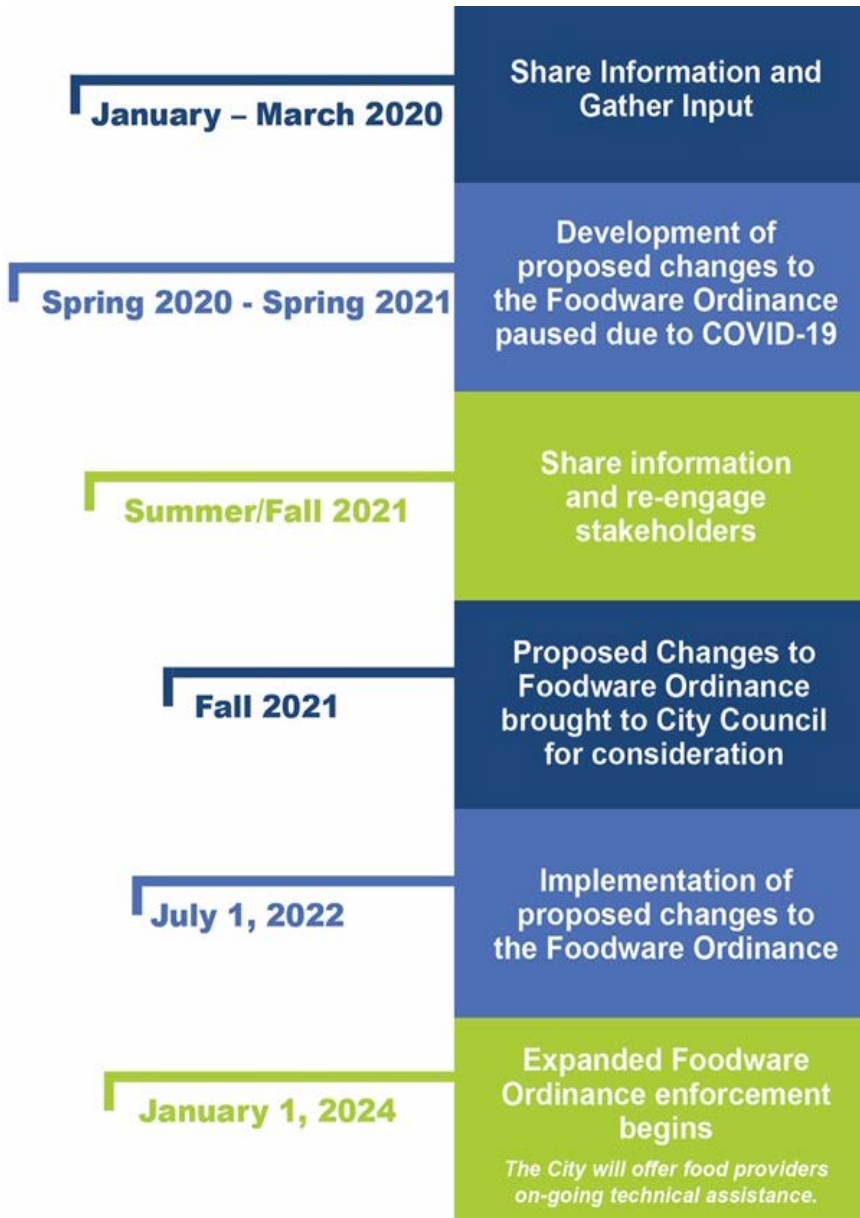 January – March 2020
Share Information and
Gather Input
Spring 2020 - Spring 2021
Development of
proposed changes to
the Foodware Ordinance
paused due to COVID-19
Summer/Fall 2021
Share information
and re-engage
stakeholders
Fall 2021
Proposed Changes to
Foodware Ordinance
brought to City Council
for consideration
July 1, 2022
Implementation of
proposed changes to
the Foodware Ordinance
January 1, 2024
Expanded Foodware
Ordinance enforcement
begins
The City will offer food providers
on-going technical assistance.